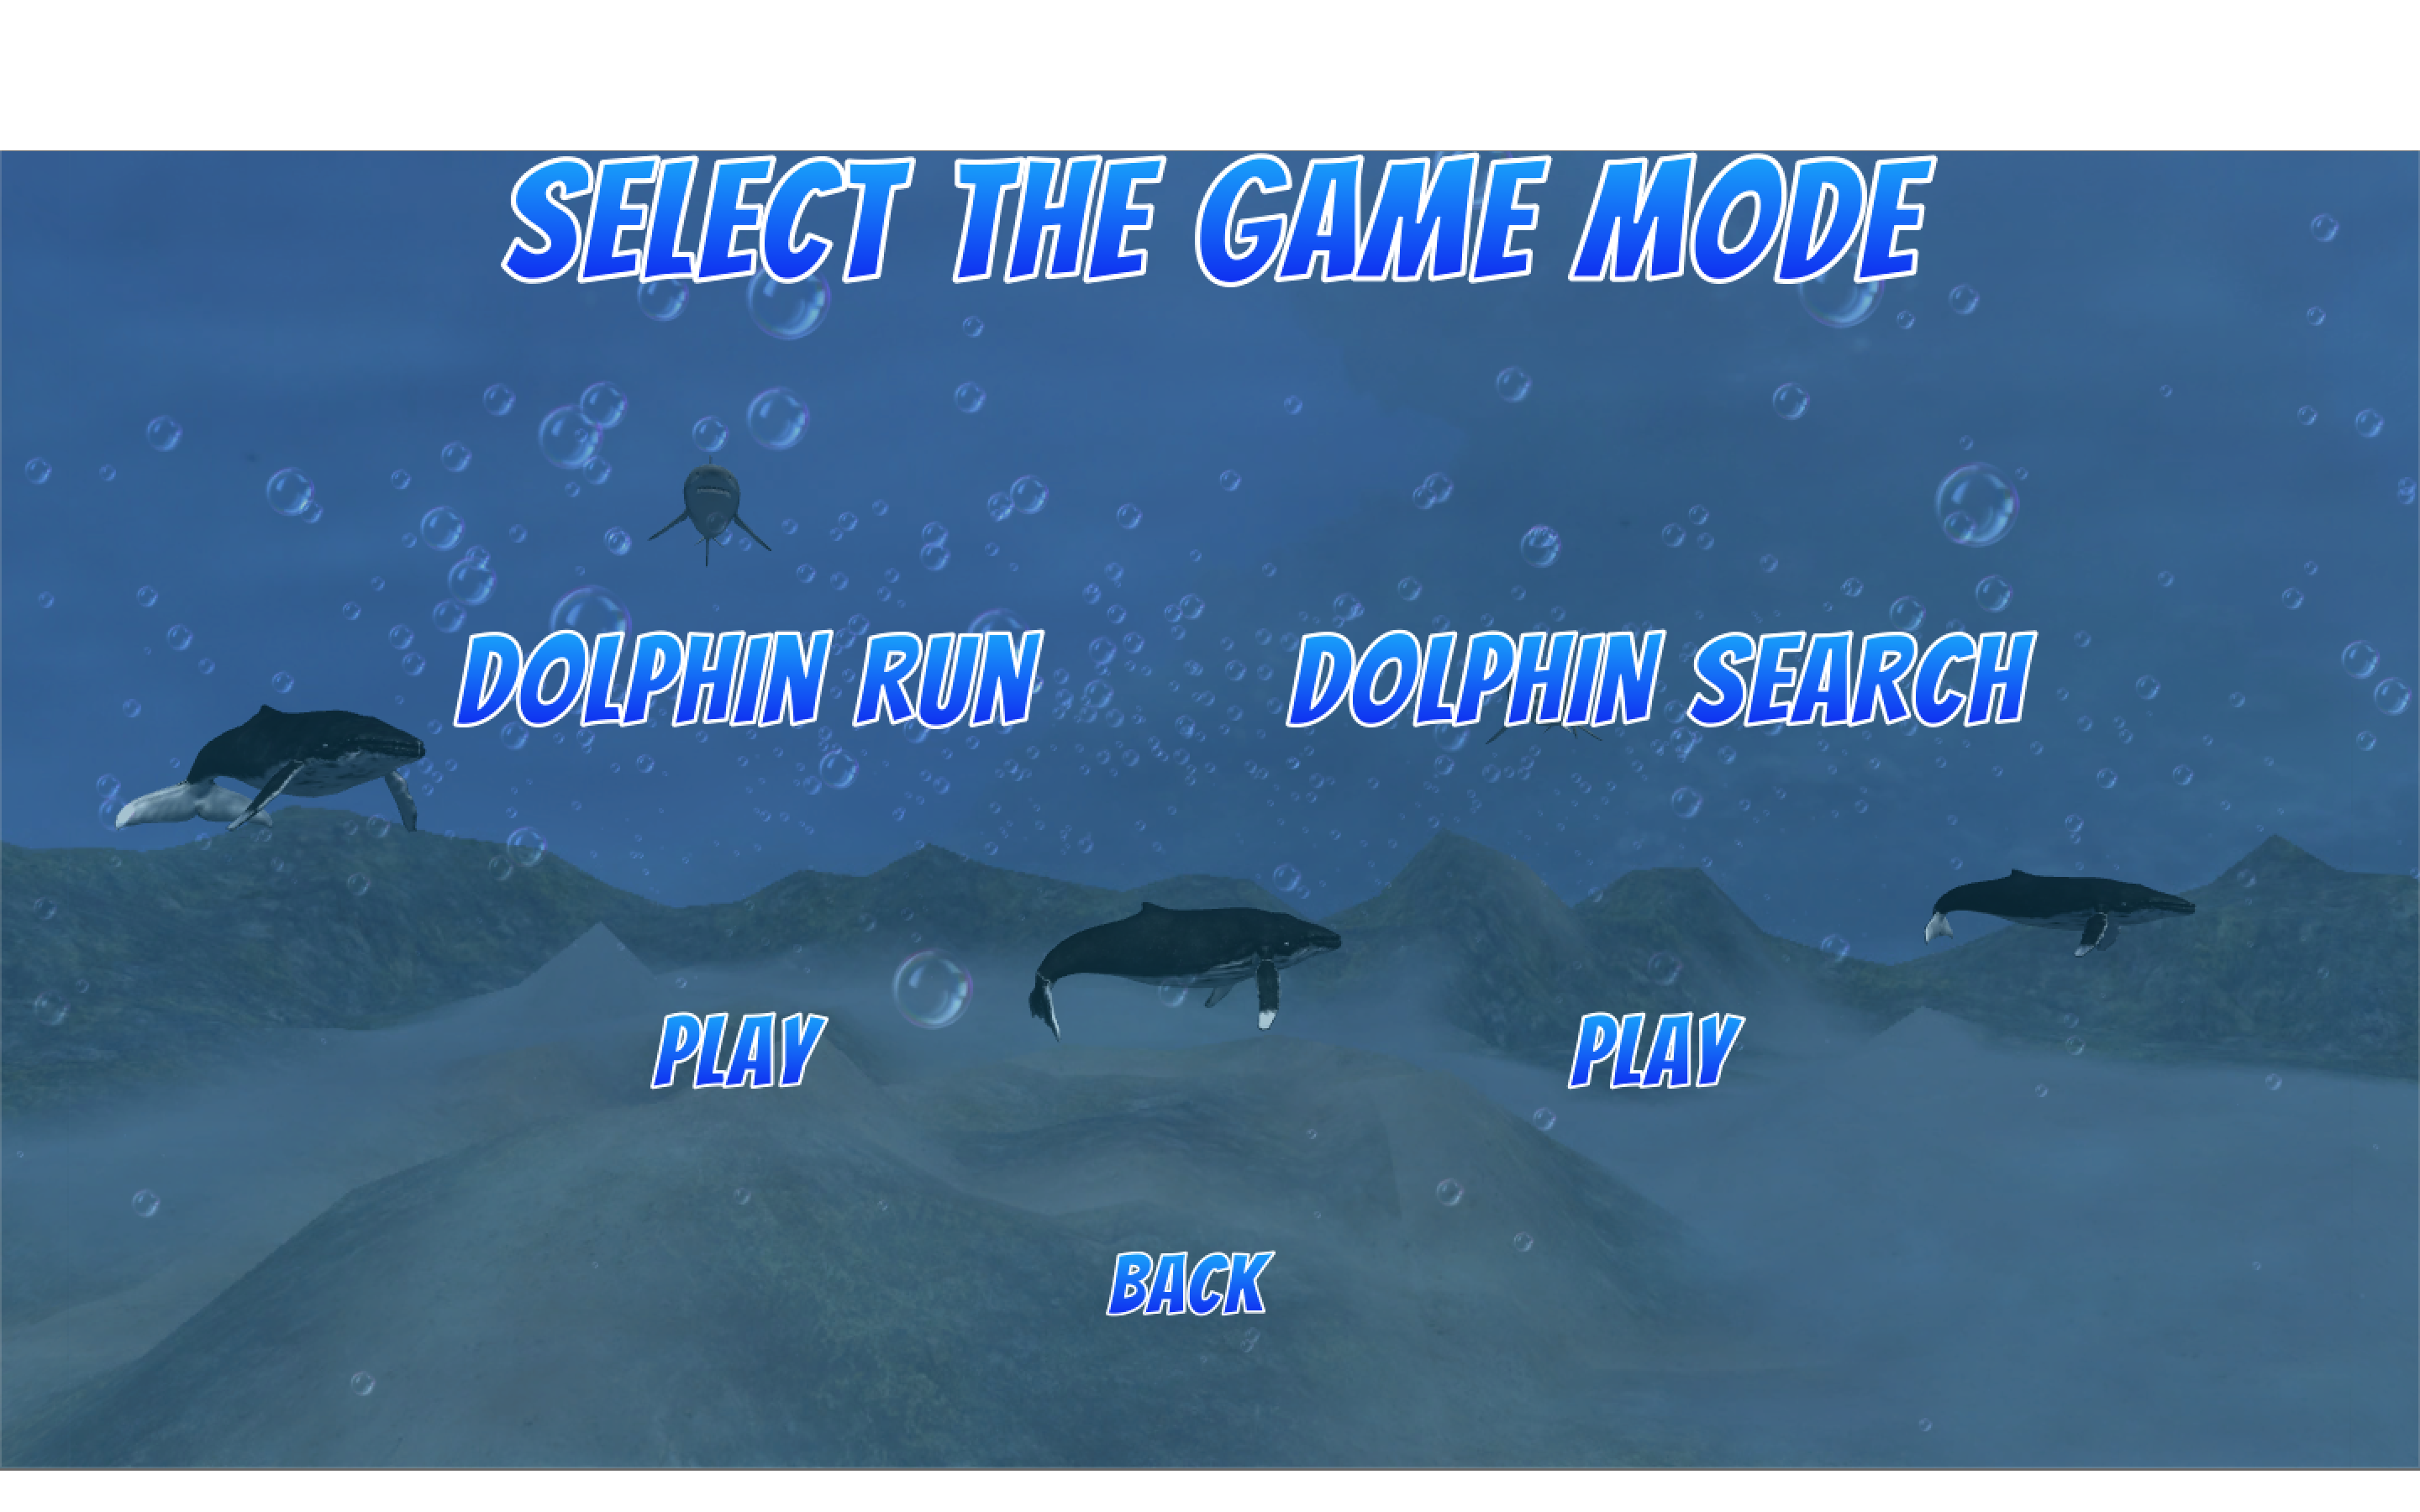 SELECT THE GAME MODE
DOLPHIN RUN
DOLPHIN SEARCH
PLAY
PLAY
BACK